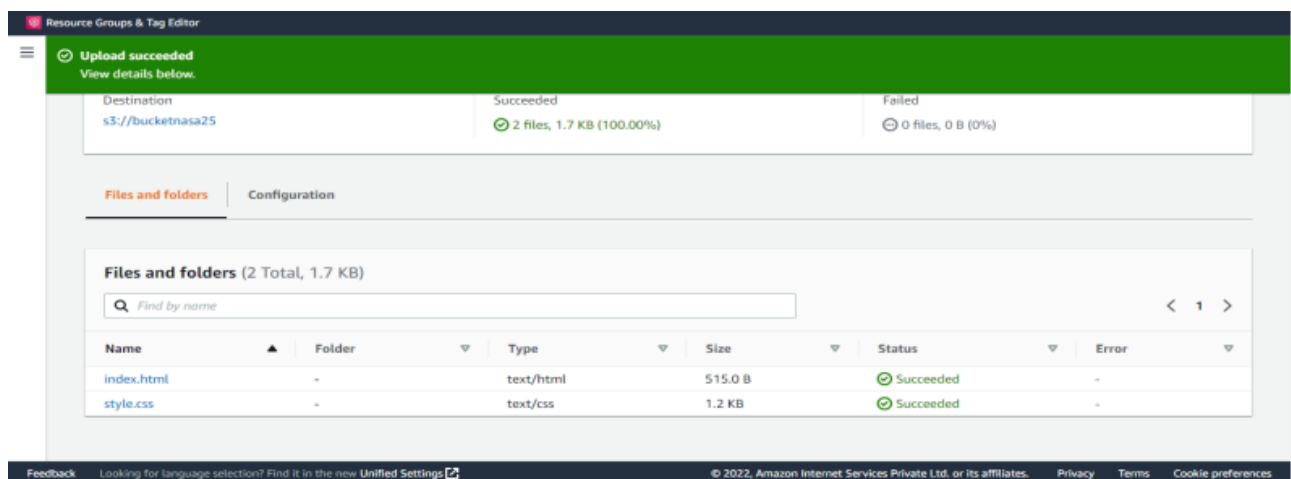 Resource Groups & Tag Editor
Upload succeeded
View details below.
Destination Succeeded Failed
s3://bucketnasa25 2 files, 1.7 KB (100.00%) 0 files, 0 B (0%)
Files and folders Configuration
Files and folders (2 Total, 1.7 KB)
Find by name 1
Name Folder Type Size Status Error
index.html - text/html 515.0 B Succeeded -
style.css - text/css 1.2 KB Succeeded -
Feedback Looking for language selection? Find it in the new Unified Settings © 2022, Amazon Internet Services Private Ltd. or its affiliates. Privacy Terms Cookie preferences